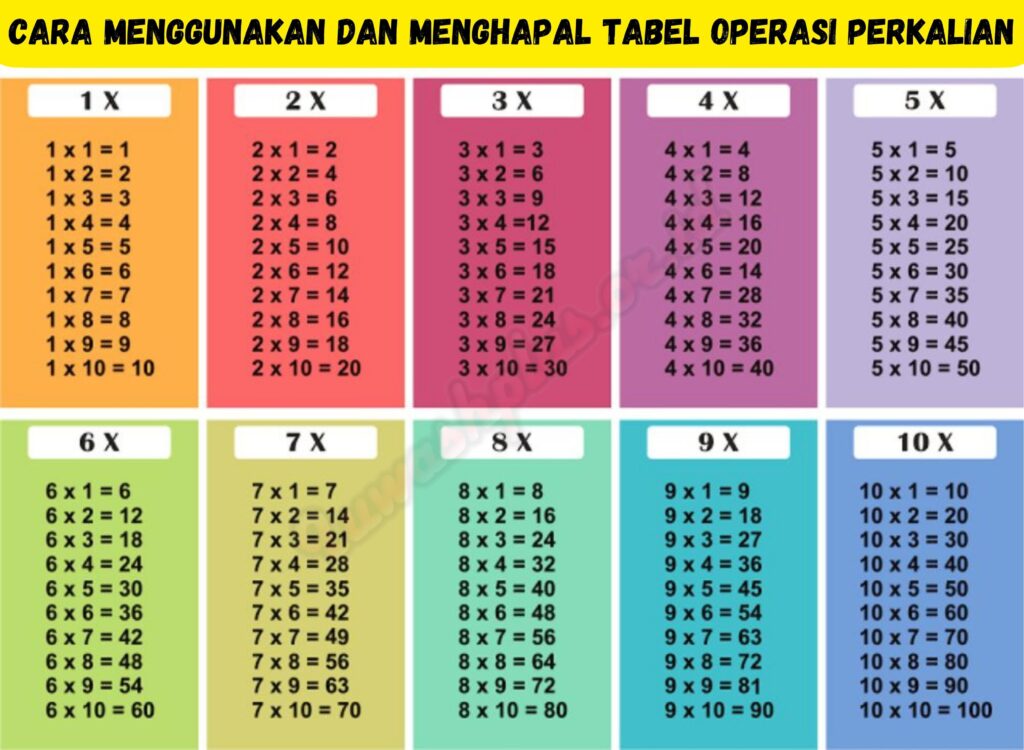 CARA MENGGUNAKAN DAN MENGHAPAL TABEL OPERASI PERKALIAN
1 X
1 x 1 = 1
1 x 2 = 2
1 x 3 = 3
1 x 4 = 4
1 x 5 = 5
1 x 6 = 6
1 x 7 = 7
1 x 8 = 8
1 x 9 = 9
1 x 10 = 10
2 X
2 x 1 = 2
2 x 2 = 4
2 x 3 = 6
2 x 4 = 8
2 x 5 = 10
2 x 6 = 12
2 x 7 = 14
2 x 8 = 16
2 x 9 = 18
2 x 10 = 20
3 X
3 x 1 = 3
3 x 2 = 6
3 x 3 = 9
3 x 4 =12
3 x 5 = 15
3 x 6 = 18
3 x 7 = 21
3 x 8 = 24
3 x 9 = 27
3 x 10 = 30
4 X
4 x 1 = 4
4 x 2 = 8
4 x 3 = 12
4 x 4 = 16
4 x 5 = 20
4 x 6 = 14
4 x 7 = 28
4 x 8 = 32
4 x 9 = 36
4 x 10 = 40
5 X
5 x 1 = 5
5 x 2 = 10
5 x 3 = 15
5 x 4 = 20
5 x 5 = 25
5 x 6 = 30
5 x 7 = 35
5 x 8 = 40
5 x 9 = 45
5 x 10 = 50
6 X
6 x 1 = 6
6 x 2 = 12
6 x 3 = 18
6 x 4 = 24
6 x 5 = 30
6 x 6 = 36
6 x 7 = 42
6 x 8 = 48
6 x 9 = 54
6 x 10 = 60
7 X
7 x 1 = 7
7 x 2 = 14
7 x 3 = 21
7 x 4 = 28
7 x 5 = 35
7 x 6 = 42
7 x 7 = 49
7 x 8 = 56
7 x 9 = 63
7 x 10 = 70
8 X
8 x 1 = 8
8 x 2 = 16
8 x 3 = 24
8 x 4 = 32
8 x 5 = 40
8 x 6 = 48
8 x 7 = 56
8 x 8 = 64
8 x 9 = 72
8 x 10 = 80
9 X
9 x 1 = 9
9 x 2 = 18
9 x 3 = 27
9 x 4 = 36
9 x 5 = 45
9 x 6 = 54
9 x 7 = 63
9 x 8 = 72
9 x 9 = 81
9 x 10 = 90
10 X
10 x 1 = 10
10 x 2 = 20
10 x 3 = 30
10 x 4 = 40
10 x 5 = 50
10 x 6 = 60
10 x 7 = 70
10 x 8 = 80
10 x 9 = 90
10 x 10 = 100